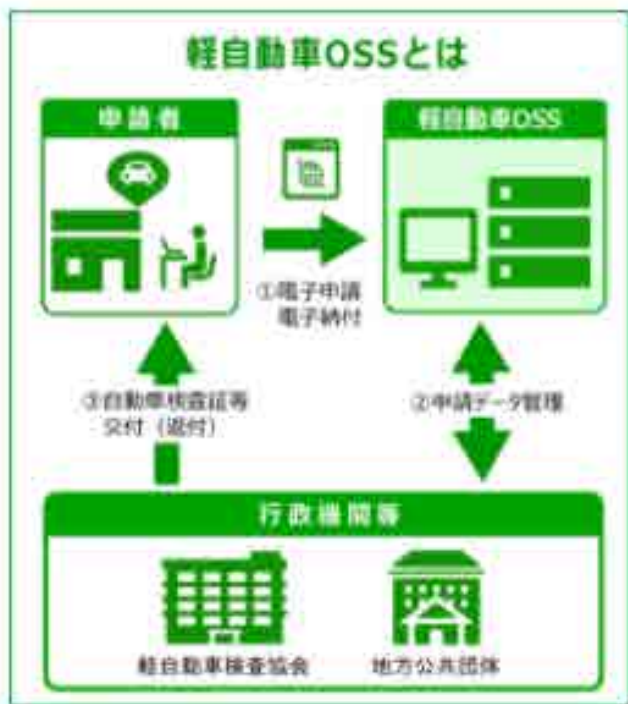 軽自動車OSSとは
申請者
軽自動車OSS
①電子申請
電子納付
③自動車検査証等
交付（返付）
②申請データ管理
行政機関等
軽自動車検査協会
地方公共団体